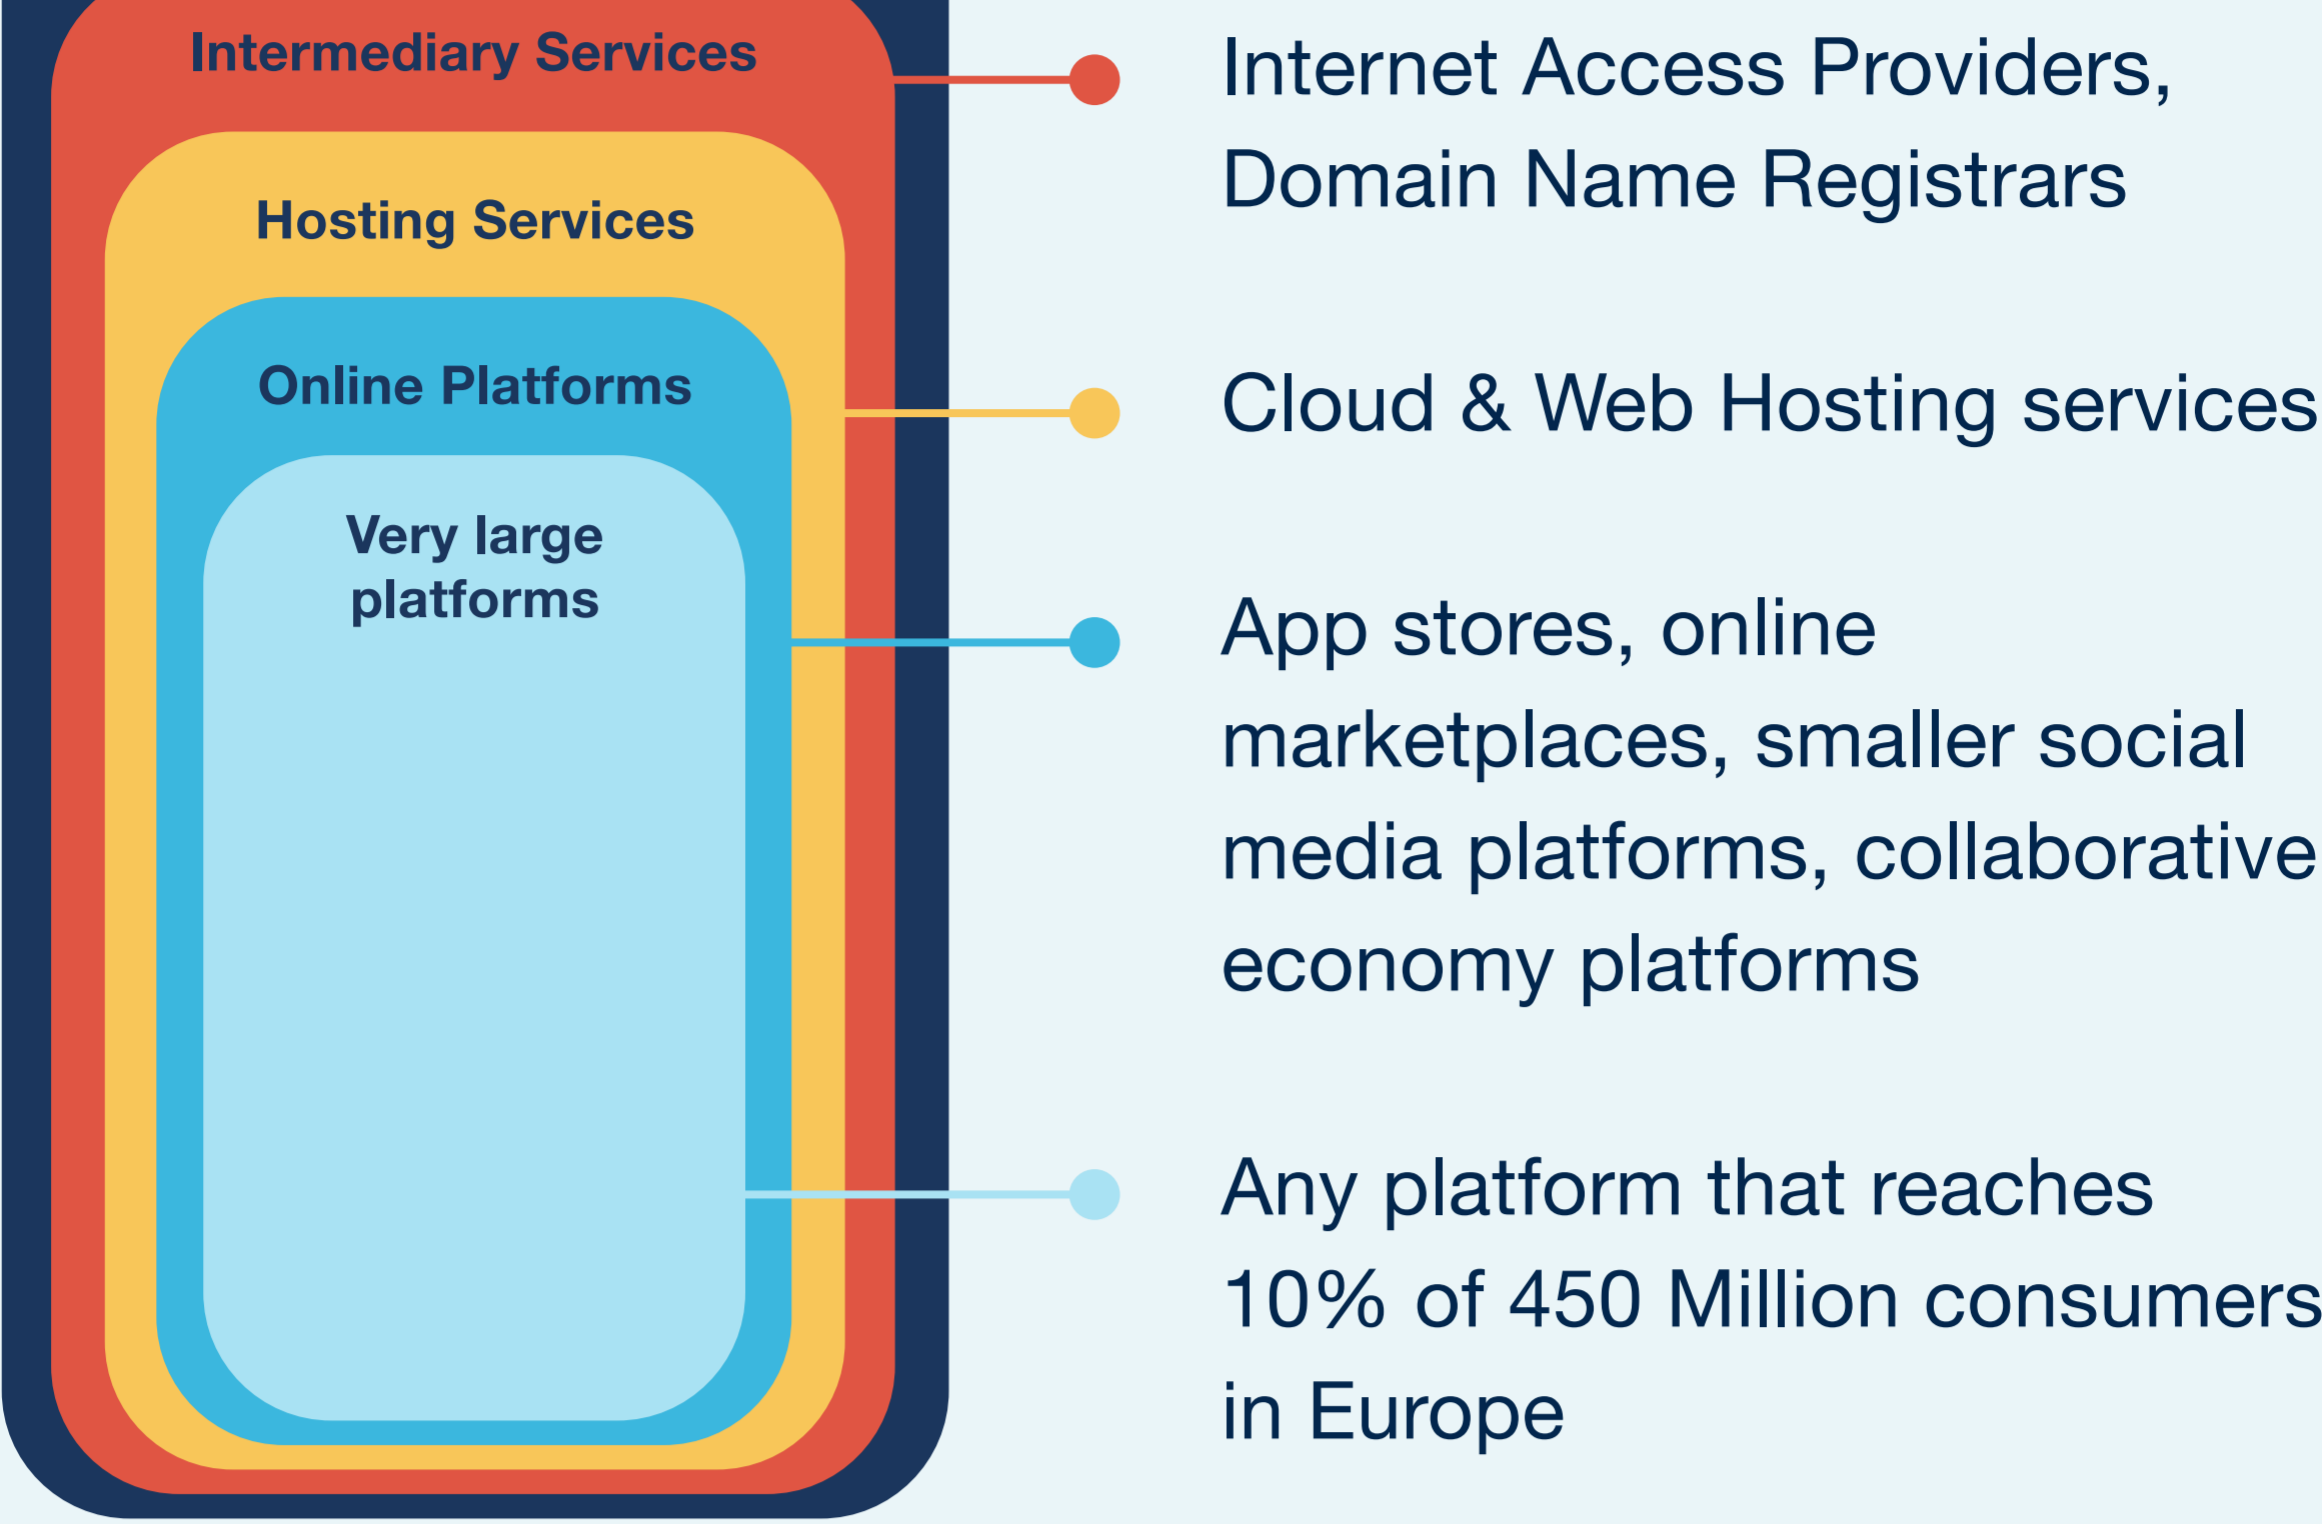 Intermediary Services
Hosting Services
Online Platforms
Very large
platforms
Internet Access Providers,
Domain Name Registrars
Cloud & Web Hosting services
App stores, online
marketplaces, smaller social
media platforms, collaborative
economy platforms
Any platform that reaches
10% of 450 Million consumers
in Europe